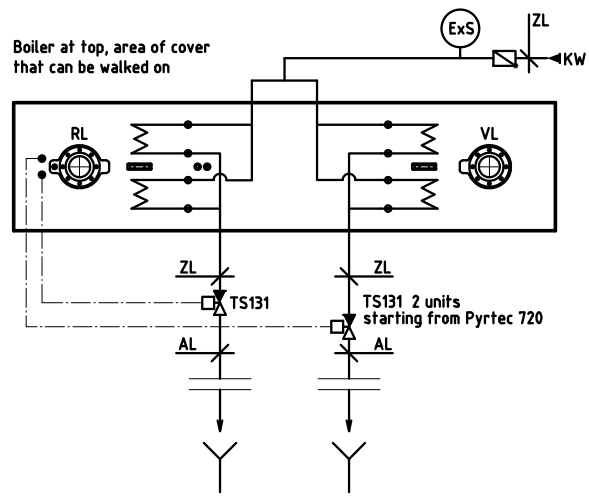 ZL
ExS
Boiler at top, area of cover
that can be walked on
KW
RL
VL
ZL
ZL
TS131
TS131 2 units
starting from Pyrtec 720
AL
AL